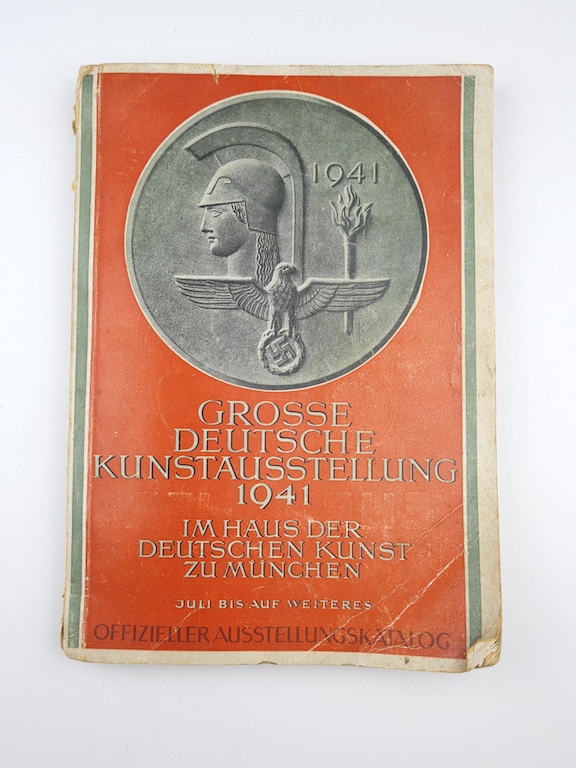 1941
GROSSE
DEUTSCHE
KUNSTAUSSTELLUNG
1941
IM HAUS DER
DEUTSCHEN KUNST
ZU MÜNCHEN
JULI BIS AUF WEITERES
OFFIZIELLER AUSSTELLUNGSKATALOG